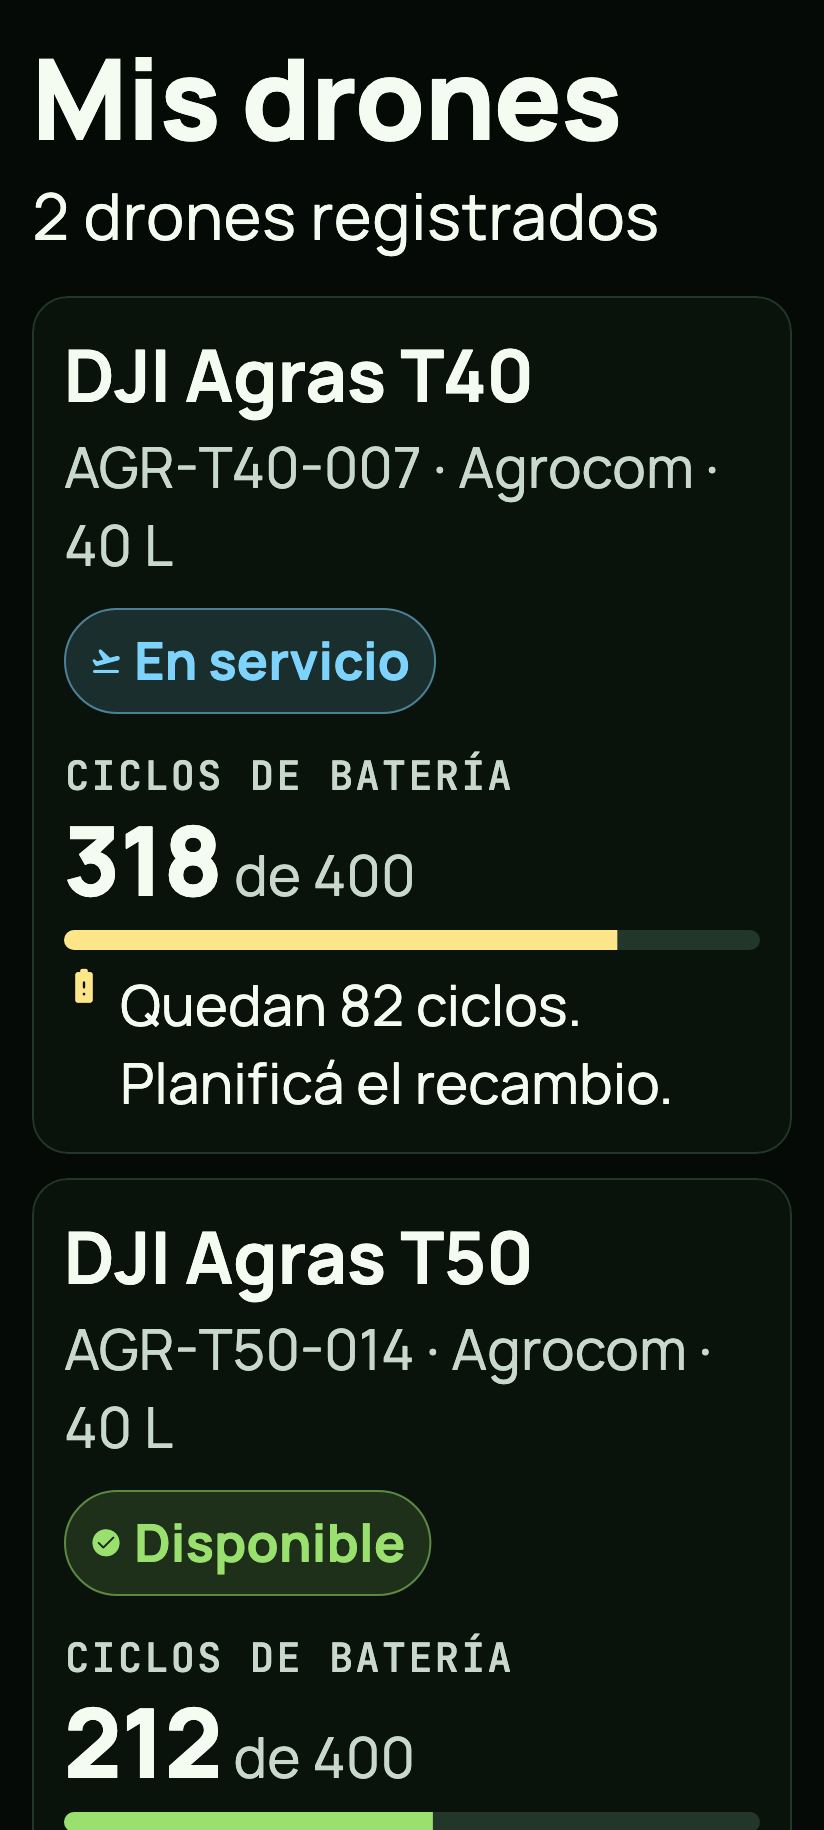 Mis drones
2 drones registrados
DJI Agras T40
AGR-T40-007 · Agrocom ·
40 L
En servicio
CICLOS DE BATERÍA
318 de 400
Quedan 82 ciclos.
Planificá el recambio.
DJI Agras T50
AGR-T50-014 · Agrocom ·
40 L
Disponible
CICLOS DE BATERÍA
212 de 400